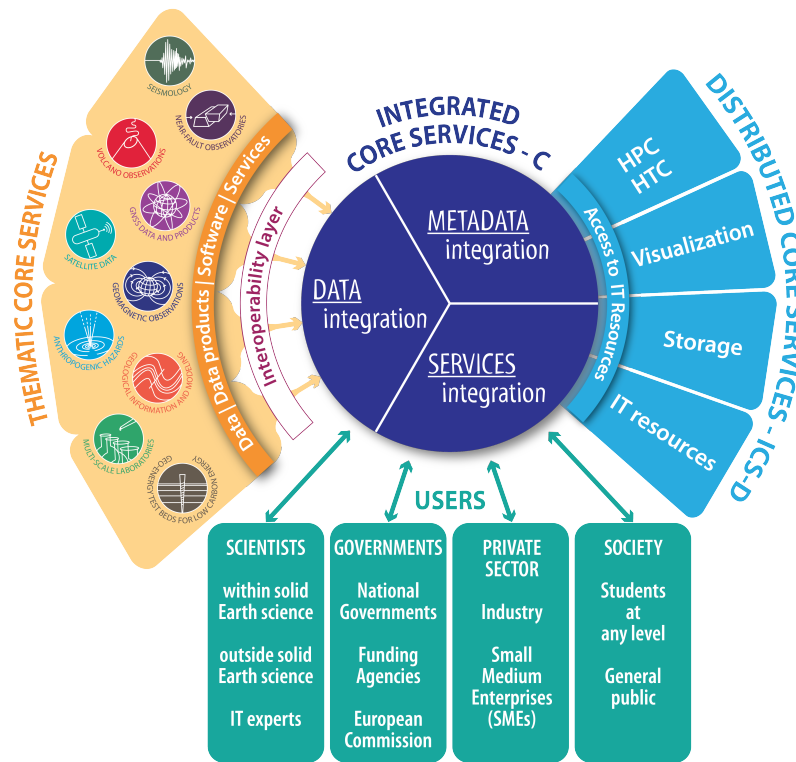 THEMATIC CORE SERVICES
SEISMOLOGY
NEAR-FAULT OBSERVATORIES
VOLCANO OBSERVATIONS
GNSS DATA AND PRODUCTS
SATELLITE DATA
GEOMAGNETIC OBSERVATIONS
ANTHROPOGENIC HAZARDS
GEOLOGICAL INFORMATION AND MODELING
MULTI-SCALE LABORATORIES
GEO-ENERGY TEST BEDS FOR LOW CARBON ENERGY
Data | Data products | Software | Services
Interoperability layer
INTEGRATED
CORE SERVICES - C
METADATA
integration
DATA
integration
SERVICES
integration
Access to IT Resources
HPC
HTC
Visualization
Storage
IT resources
DISTRIBUTED CORE SERVICES - ICS-D
USERS
SCIENTISTS
within solid
Earth science
outside solid
Earth science
IT experts
GOVERNMENTS
National
Governments
Funding
Agencies
European
Commission
PRIVATE
SECTOR
Industry
Small
Medium
Enterprises
(SMEs)
SOCIETY
Students
at
any level
General
public